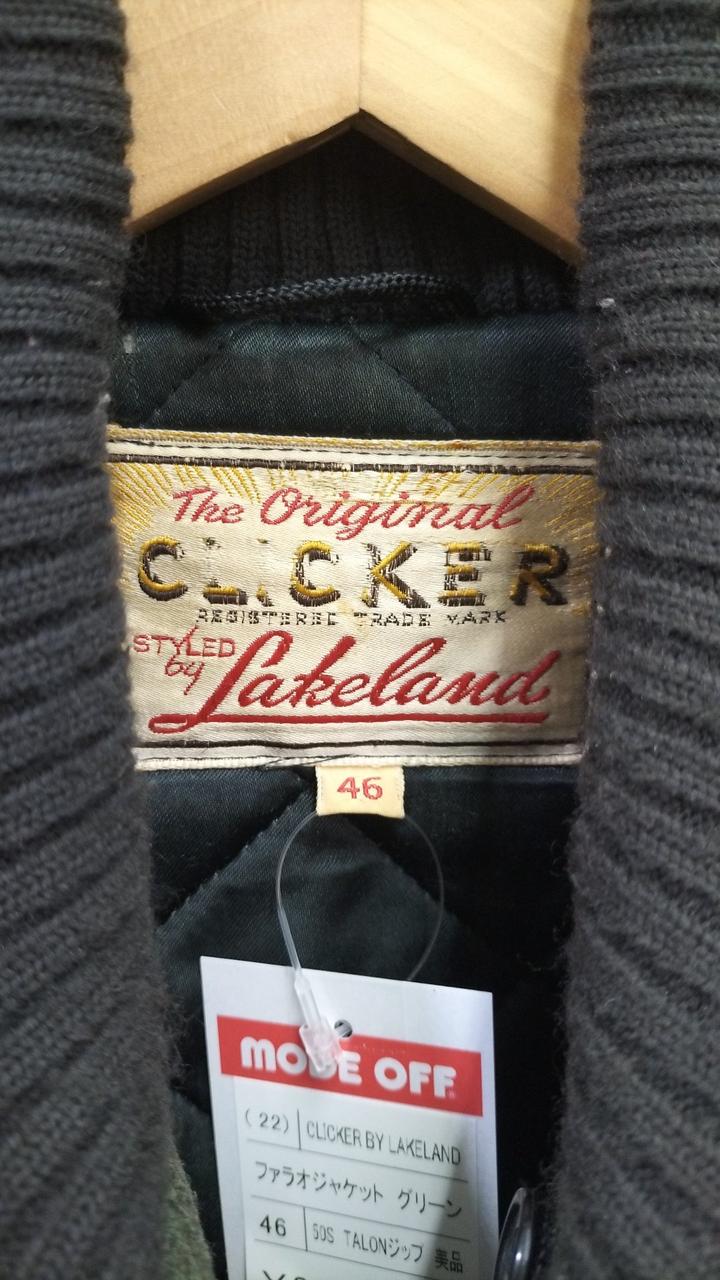 The Original
CLICKER
REGISTERED TRADE MARK
STYLED
by Lakeland
46
MODE OFF
(22) CLICKER BY LAKELAND
ファラオジャケット グリーン
46 50S TALONジップ 美品